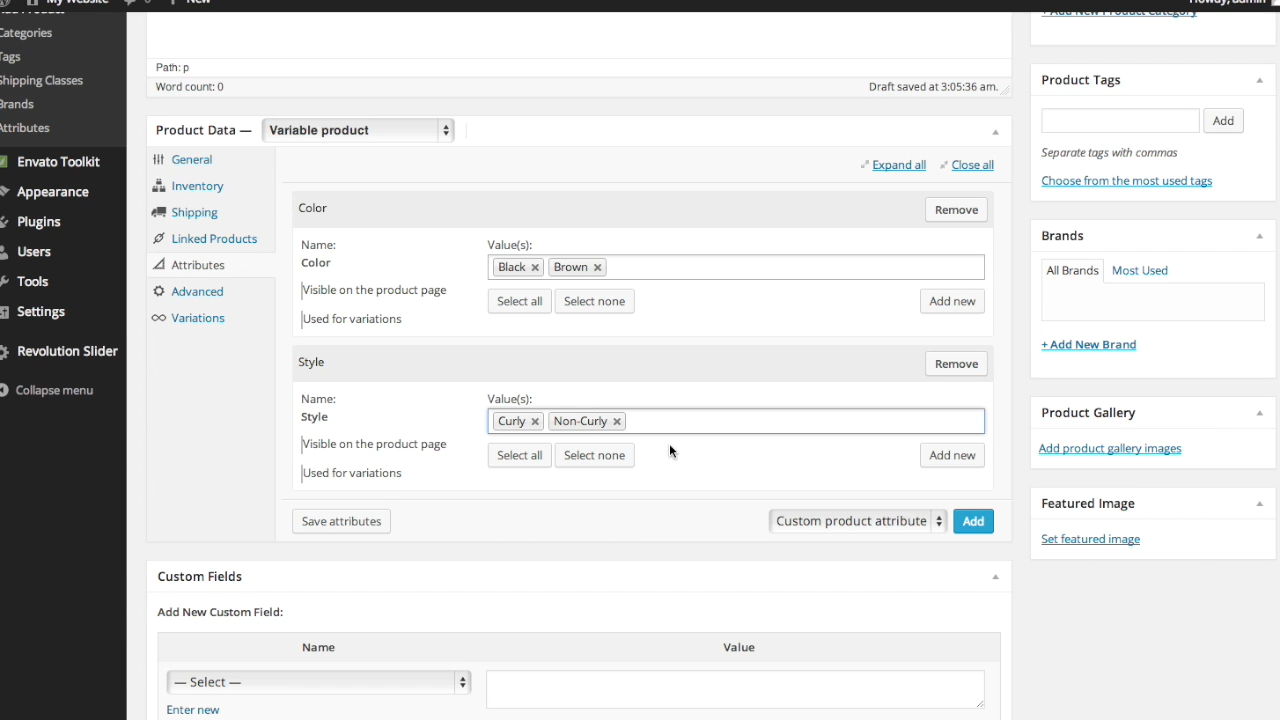 My Website
New
Howdy, admin
Categories
Tags
Shipping Classes
Brands
Attributes
Envato Toolkit
Appearance
Plugins
Users
Tools
Settings
Revolution Slider
Collapse menu
Path: p
Word count: 0
Draft saved at 3:05:36 am.
Product Data — Variable product
General
Inventory
Shipping
Linked Products
Attributes
Advanced
Variations
Expand all Close all
Color
Remove
Name:
Color
Visible on the product page
Used for variations
Value(s):
Black × Brown ×
Select all Select none Add new
Style
Remove
Name:
Style
Visible on the product page
Used for variations
Value(s):
Curly × Non-Curly ×
Select all Select none Add new
Save attributes Custom product attribute Add
Custom Fields
Add New Custom Field:
Name Value
— Select —
Enter new
+ Add New Product Category
Product Tags
Add
Separate tags with commas
Choose from the most used tags
Brands
All Brands Most Used
+ Add New Brand
Product Gallery
Add product gallery images
Featured Image
Set featured image